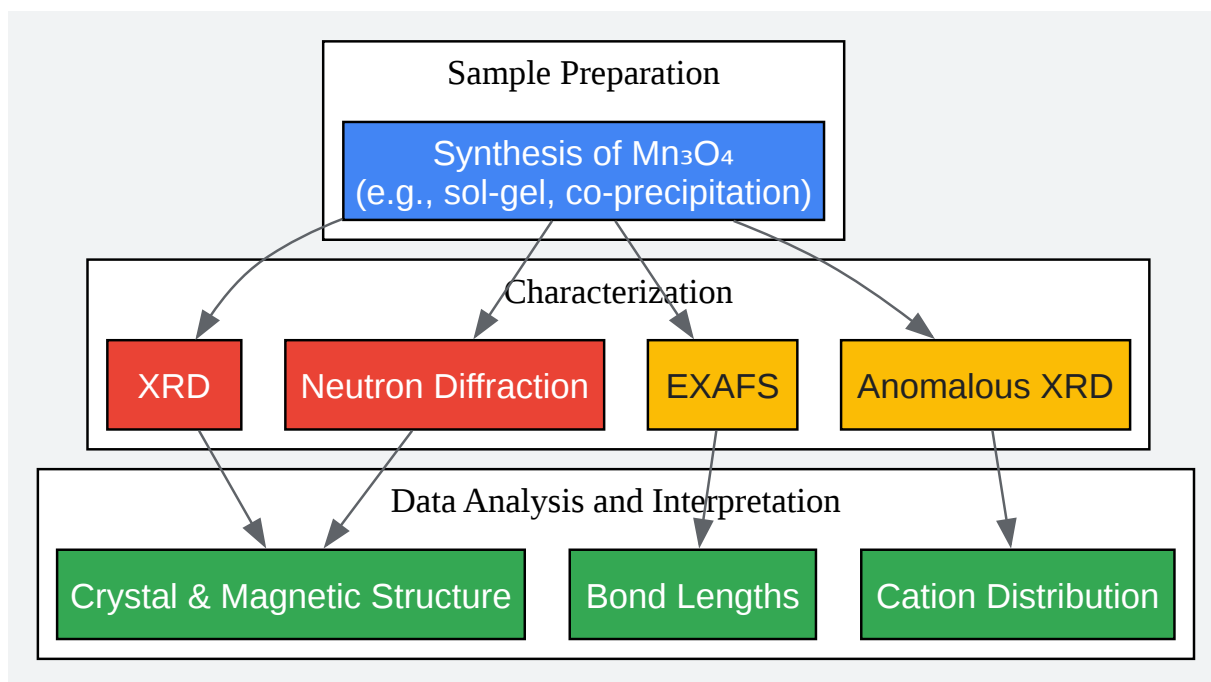 Sample Preparation
Synthesis of Mn₃O₄
(e.g., sol-gel, co-precipitation)
Characterization
XRD
Neutron Diffraction
EXAFS
Anomalous XRD
Data Analysis and Interpretation
Crystal & Magnetic Structure
Bond Lengths
Cation Distribution